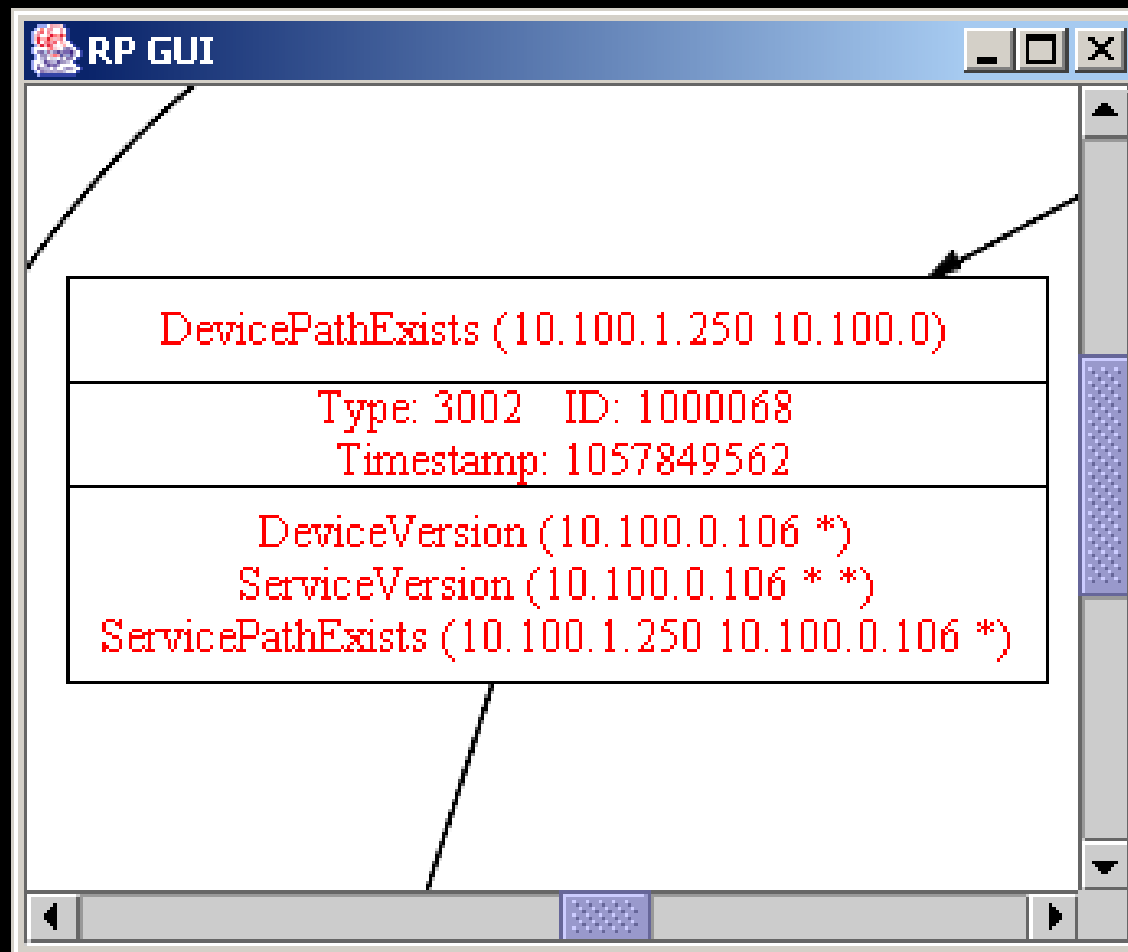 RP GUI
DevicePathExists (10.100.1.250 10.100.0)
Type: 3002 ID: 1000068
Timestamp: 1057849562
DeviceVersion (10.100.0.106 *)
ServiceVersion (10.100.0.106 * *)
ServicePathExists (10.100.1.250 10.100.0.106 *)